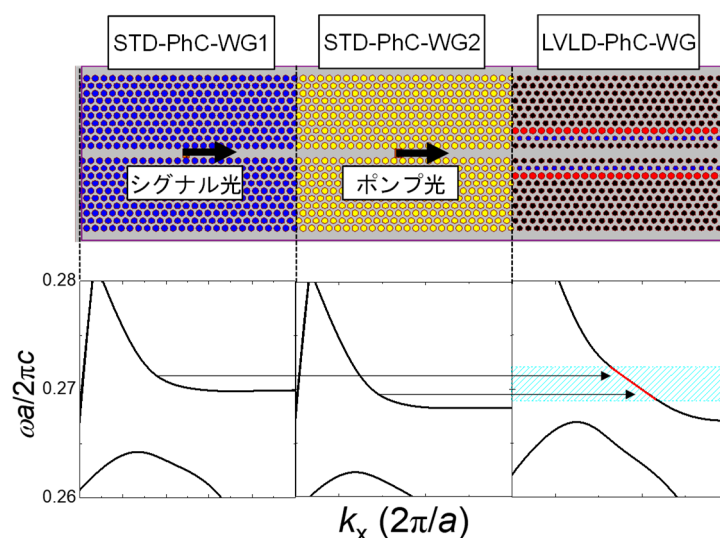 STD-PhC-WG1
STD-PhC-WG2
LVLD-PhC-WG
シグナル光
ポンプ光
0.28
0.27
0.26
ωa/2πc
kx (2π/a)